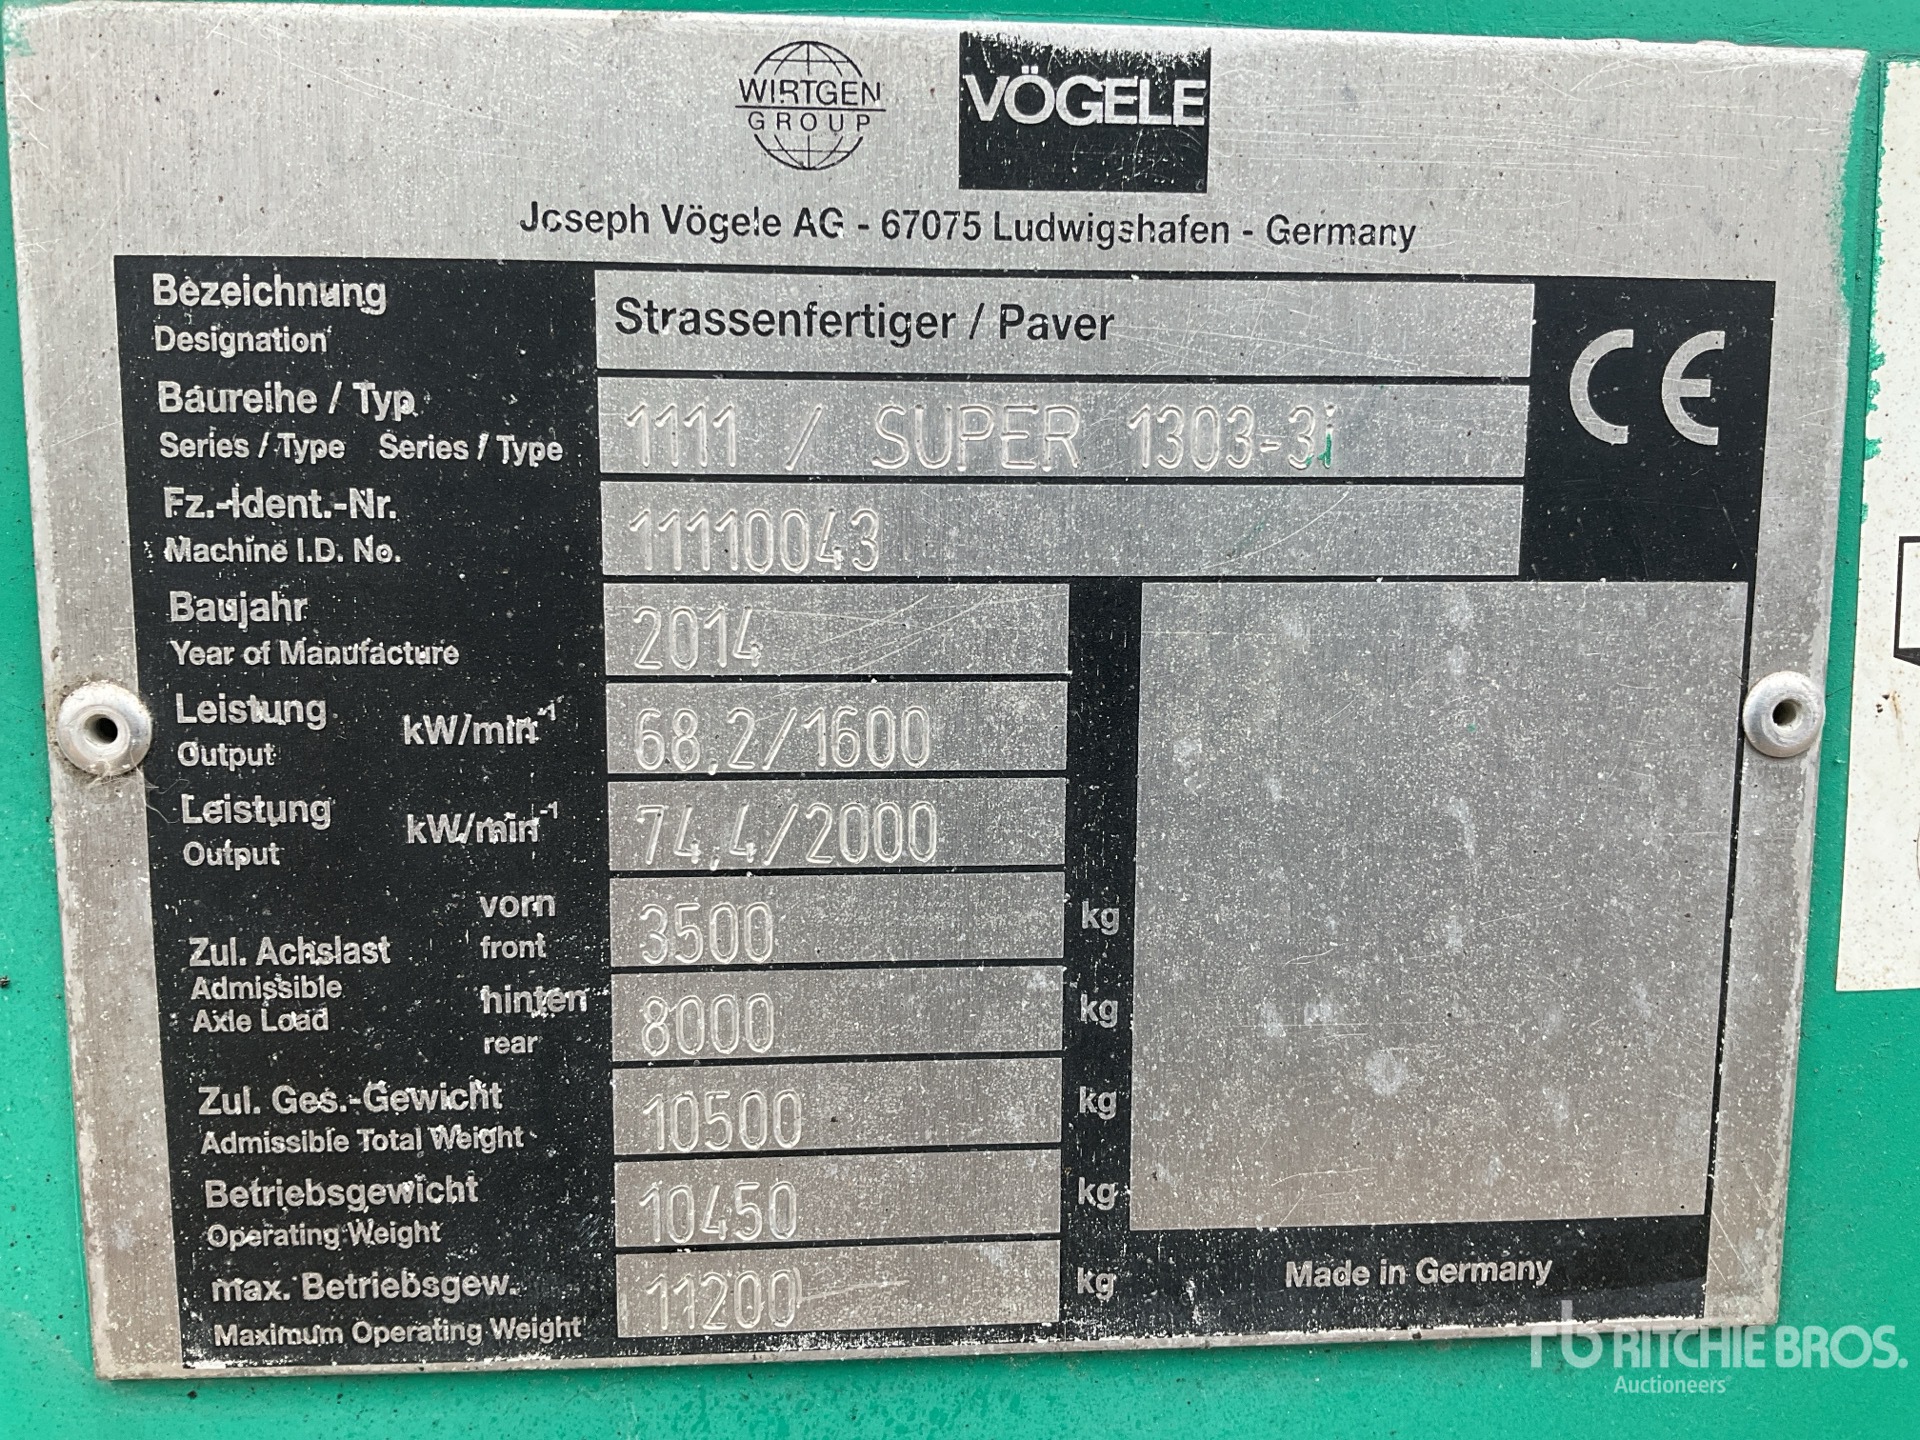 WIRTGEN
GROUP
VÖGELE
Joseph Vögele AG - 67075 Ludwigshafen - Germany
Bezeichnung
Designation
Strassenfertiger / Paver
CE
Baureihe / Typ
Series / Type Series / Type
1111 / SUPER 1303-3i
Fz.-Ident.-Nr.
Machine I.D. No.
11110043
Baujahr
Year of Manufacture
2014
Leistung
Output
kW/min⁻¹
68,2/1600
Leistung
Output
kW/min⁻¹
74,4/2000
Zul. Achslast
Admissible
Axle Load
vorn
front
3500 kg
hinten
rear
8000 kg
Zul. Ges.-Gewicht
Admissible Total Weight
10500 kg
Betriebsgewicht
Operating Weight
10450 kg
max. Betriebsgew.
Maximum Operating Weight
11200 kg
Made in Germany
rb RITCHIE BROS.
Auctioneers